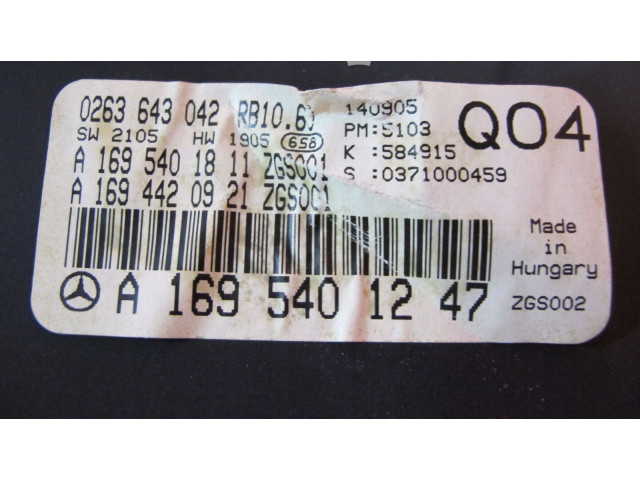 0263 643 042 RB10.6)
SW 2105 HW 1905 658
A 169 540 18 11 ZGS001
A 169 442 09 21 ZGS001
140905
PM:S103
K :584915
S :0371000459
Q04
Made
in
Hungary
ZGS002
A 169 540 12 47